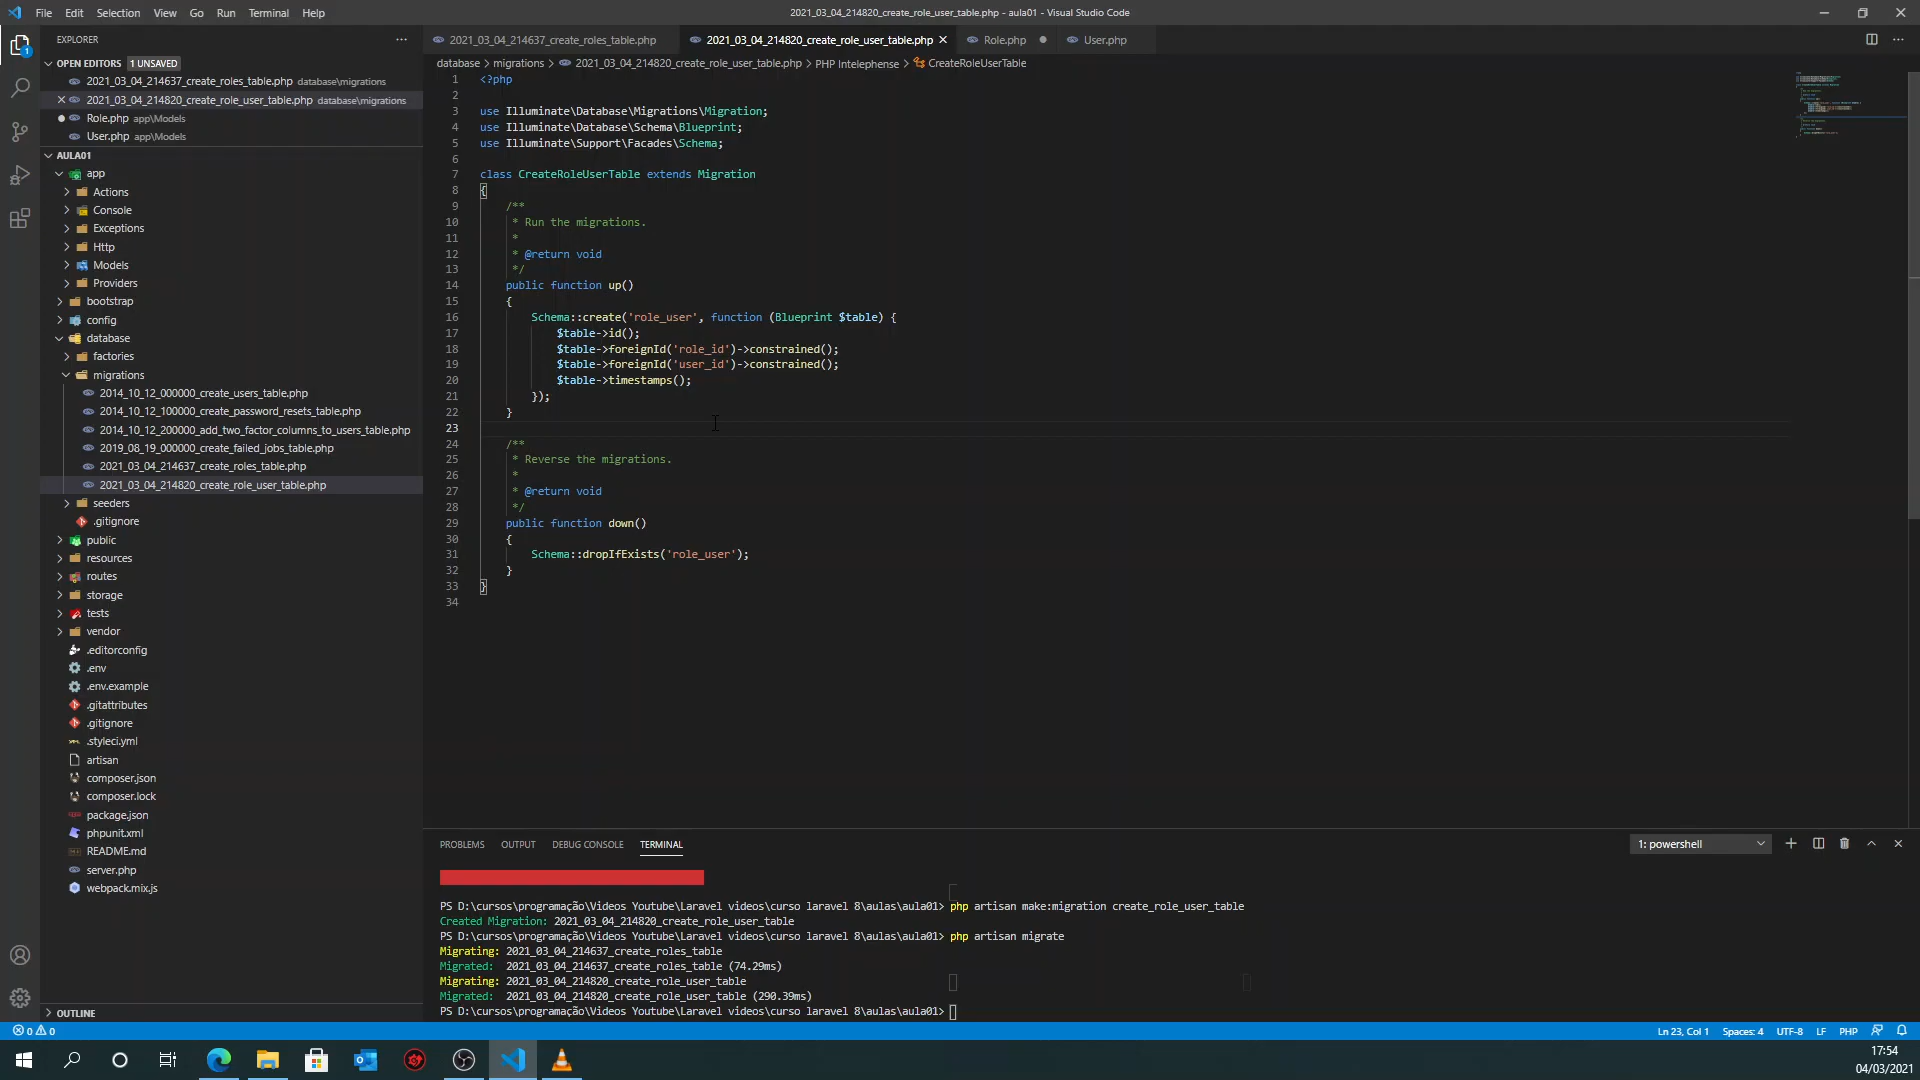 File Edit Selection View Go Run Terminal Help
2021_03_04_214820_create_role_user_table.php - aula01 - Visual Studio Code
EXPLORER
OPEN EDITORS 1 UNSAVED
2021_03_04_214637_create_roles_table.php database\migrations
2021_03_04_214820_create_role_user_table.php database\migrations
Role.php app\Models
User.php app\Models
AULA01
app
Actions
Console
Exceptions
Http
Models
Providers
bootstrap
config
database
factories
migrations
2014_10_12_000000_create_users_table.php
2014_10_12_100000_create_password_resets_table.php
2014_10_12_200000_add_two_factor_columns_to_users_table.php
2019_08_19_000000_create_failed_jobs_table.php
2021_03_04_214637_create_roles_table.php
2021_03_04_214820_create_role_user_table.php
seeders
.gitignore
public
resources
routes
storage
tests
vendor
.editorconfig
.env
.env.example
.gitattributes
.gitignore
.styleci.yml
artisan
composer.json
composer.lock
package.json
phpunit.xml
README.md
server.php
webpack.mix.js
OUTLINE
2021_03_04_214637_create_roles_table.php 2021_03_04_214820_create_role_user_table.php Role.php User.php
database > migrations > 2021_03_04_214820_create_role_user_table.php > PHP Intelephense > CreateRoleUserTable
1 <?php
2
3 use Illuminate\Database\Migrations\Migration;
4 use Illuminate\Database\Schema\Blueprint;
5 use Illuminate\Support\Facades\Schema;
6
7 class CreateRoleUserTable extends Migration
8 {
9 /**
10 * Run the migrations.
11 *
12 * @return void
13 */
14 public function up()
15 {
16 Schema::create('role_user', function (Blueprint $table) {
17 $table->id();
18 $table->foreignId('role_id')->constrained();
19 $table->foreignId('user_id')->constrained();
20 $table->timestamps();
21 });
22 }
23
24 /**
25 * Reverse the migrations.
26 *
27 * @return void
28 */
29 public function down()
30 {
31 Schema::dropIfExists('role_user');
32 }
33 }
34
PROBLEMS OUTPUT DEBUG CONSOLE TERMINAL
1: powershell
PS D:\cursos\programação\Videos Youtube\Laravel videos\curso laravel 8\aulas\aula01> php artisan make:migration create_role_user_table
Created Migration: 2021_03_04_214820_create_role_user_table
PS D:\cursos\programação\Videos Youtube\Laravel videos\curso laravel 8\aulas\aula01> php artisan migrate
Migrating: 2021_03_04_214637_create_roles_table
Migrated: 2021_03_04_214637_create_roles_table (74.29ms)
Migrating: 2021_03_04_214820_create_role_user_table
Migrated: 2021_03_04_214820_create_role_user_table (290.39ms)
PS D:\cursos\programação\Videos Youtube\Laravel videos\curso laravel 8\aulas\aula01>
0 0
Ln 23, Col 1 Spaces: 4 UTF-8 LF PHP
17:54
04/03/2021